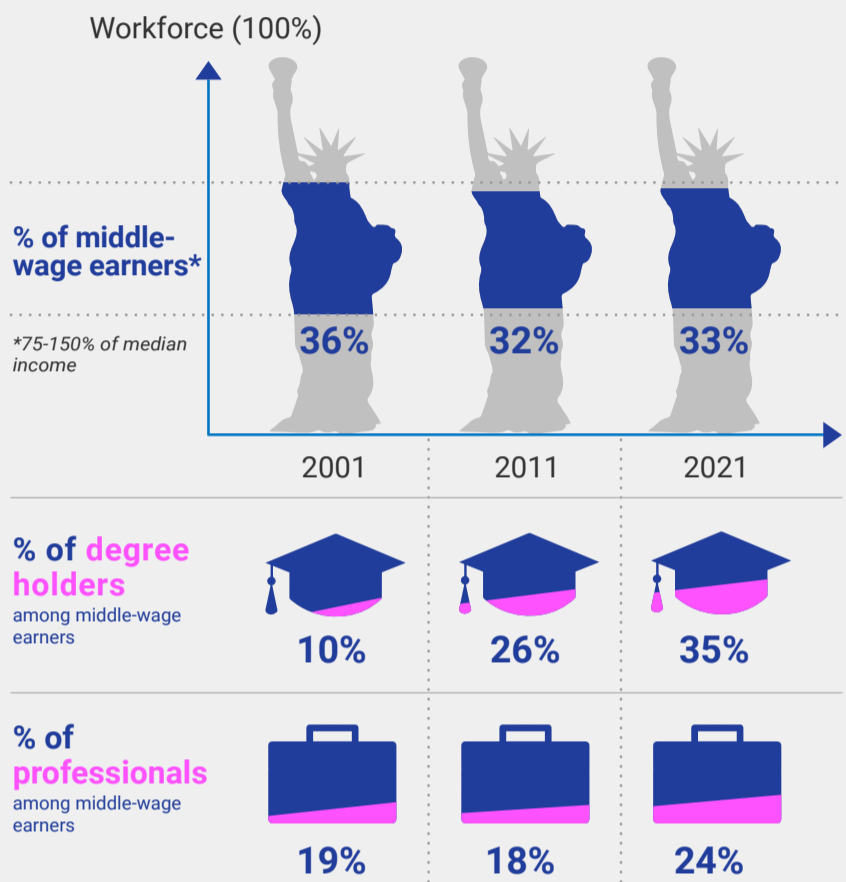 Workforce (100%)
% of middle-
wage earners*
*75-150% of median
income
36%
32%
33%
2001
2011
2021
% of degree
holders
among middle-wage
earners
10%
26%
35%
% of
professionals
among middle-wage
earners
19%
18%
24%